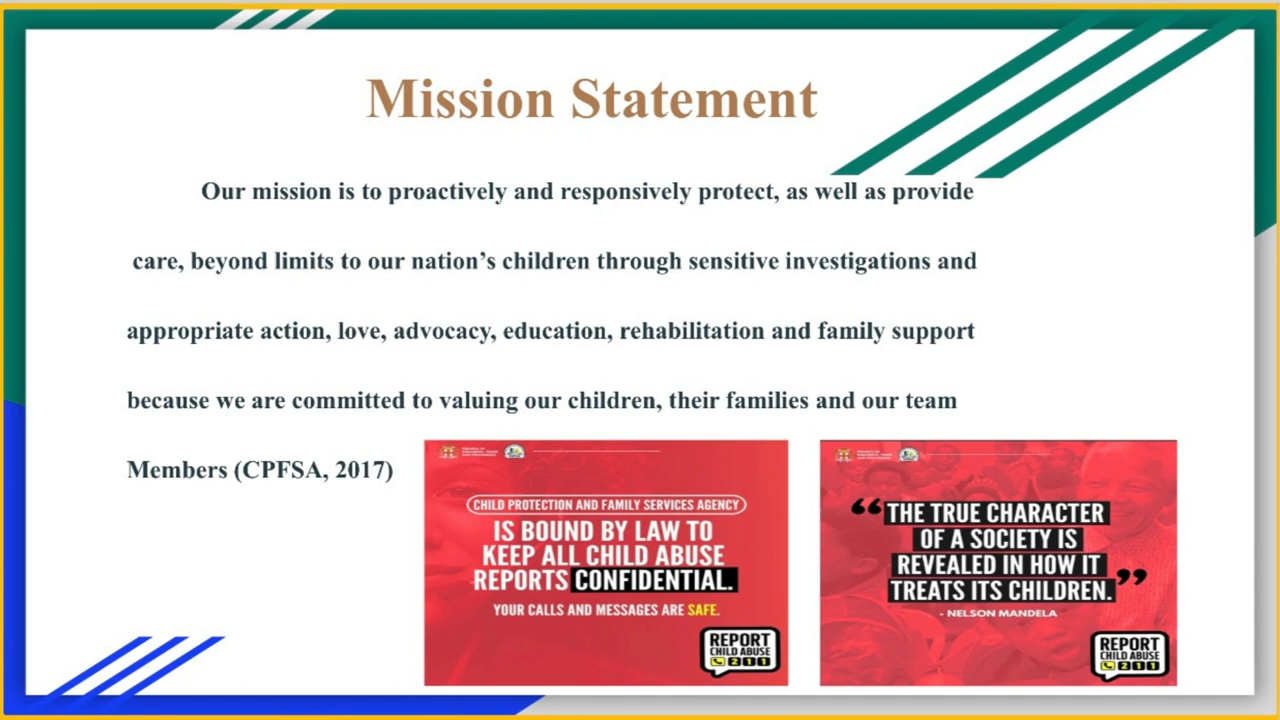 Mission Statement
Our mission is to proactively and responsively protect, as well as provide
care, beyond limits to our nation’s children through sensitive investigations and
appropriate action, love, advocacy, education, rehabilitation and family support
because we are committed to valuing our children, their families and our team
Members (CPFSA, 2017)
CHILD PROTECTION AND FAMILY SERVICES AGENCY
IS BOUND BY LAW TO
KEEP ALL CHILD ABUSE
REPORTS CONFIDENTIAL.
YOUR CALLS AND MESSAGES ARE SAFE.
REPORT
CHILD ABUSE
211
“THE TRUE CHARACTER
OF A SOCIETY IS
REVEALED IN HOW IT
TREATS ITS CHILDREN.”
- NELSON MANDELA
REPORT
CHILD ABUSE
211